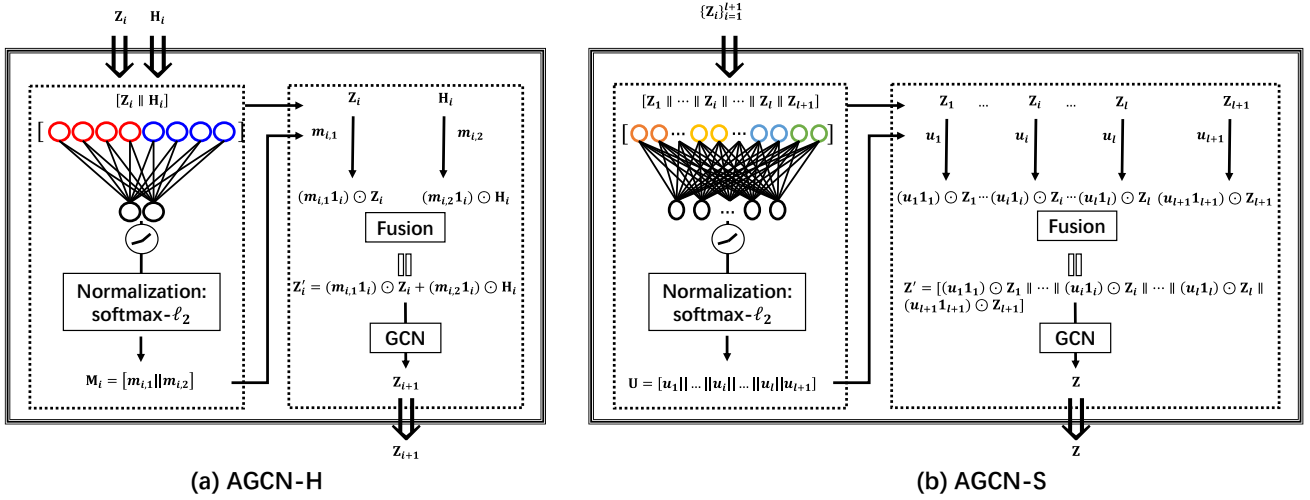 Z_i H_i
[Z_i ∥ H_i]
[ ]
Normalization:
softmax-ℓ_2
M_i = [m_{i,1}||m_{i,2}]
Z_i H_i
m_{i,1} m_{i,2}
(m_{i,1}1_i) ⊙ Z_i (m_{i,2}1_i) ⊙ H_i
Fusion
Z'_i = (m_{i,1}1_i) ⊙ Z_i + (m_{i,2}1_i) ⊙ H_i
GCN
Z_{i+1}
Z_{i+1}
(a) AGCN-H
{Z_i}_{i=1}^{l+1}
[Z_1 ∥ ··· ∥ Z_i ∥ ··· ∥ Z_l ∥ Z_{l+1}]
[ ··· ··· ]
...
Normalization:
softmax-ℓ_2
U = [u_1|| ... ||u_i|| ... ||u_l||u_{l+1}]
Z_1 ... Z_i ... Z_l Z_{l+1}
u_1 u_i u_l u_{l+1}
(u_1 1_1) ⊙ Z_1 ··· (u_i 1_i) ⊙ Z_i ··· (u_l 1_l) ⊙ Z_l (u_{l+1} 1_{l+1}) ⊙ Z_{l+1}
Fusion
Z' = [(u_1 1_1) ⊙ Z_1 ∥ ··· ∥ (u_i 1_i) ⊙ Z_i ∥ ··· ∥ (u_l 1_l) ⊙ Z_l ∥
(u_{l+1} 1_{l+1}) ⊙ Z_{l+1}]
GCN
Z
Z
(b) AGCN-S